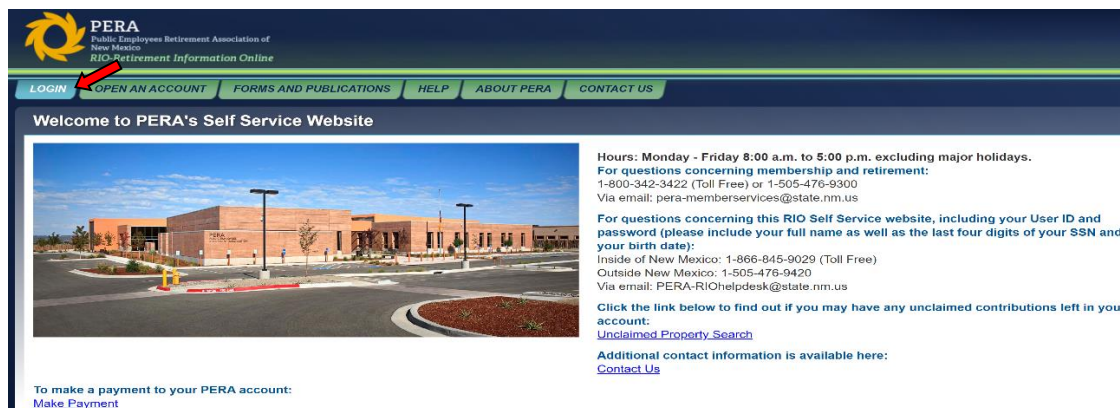 PERA
Public Employees Retirement Association of
New Mexico
RIO-Retirement Information Online
LOGIN
OPEN AN ACCOUNT
FORMS AND PUBLICATIONS
HELP
ABOUT PERA
CONTACT US
Welcome to PERA's Self Service Website
PERA
Hours: Monday - Friday 8:00 a.m. to 5:00 p.m. excluding major holidays.
For questions concerning membership and retirement:
1-800-342-3422 (Toll Free) or 1-505-476-9300
Via email: pera-memberservices@state.nm.us
For questions concerning this RIO Self Service website, including your User ID and
password (please include your full name as well as the last four digits of your SSN and
your birth date):
Inside of New Mexico: 1-866-845-9029 (Toll Free)
Outside New Mexico: 1-505-476-9420
Via email: PERA-RIOhelpdesk@state.nm.us
Click the link below to find out if you may have any unclaimed contributions left in you
account:
Unclaimed Property Search
Additional contact information is available here:
Contact Us
To make a payment to your PERA account:
Make Payment